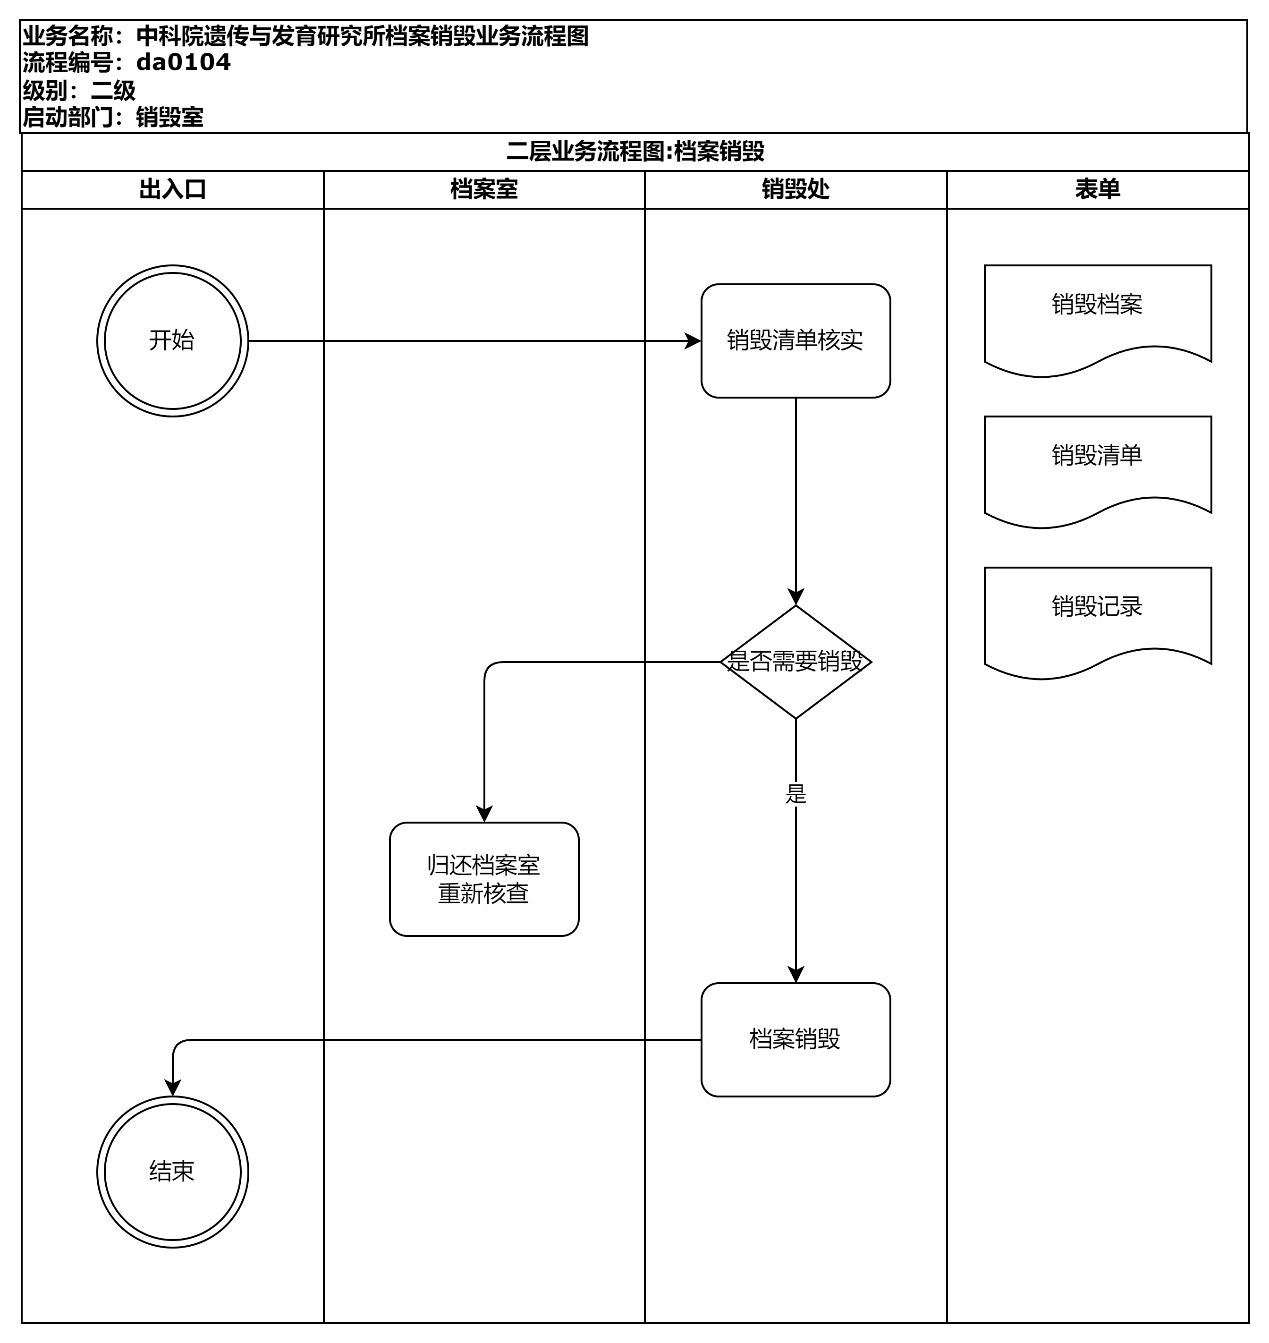 业务名称：中科院遗传与发育研究所档案销毁业务流程图
流程编号：da0104
级别：二级
启动部门：销毁室
二层业务流程图:档案销毁
出入口
档案室
销毁处
表单
开始
销毁清单核实
销毁档案
销毁清单
销毁记录
是否需要销毁
是
归还档案室
重新核查
档案销毁
结束